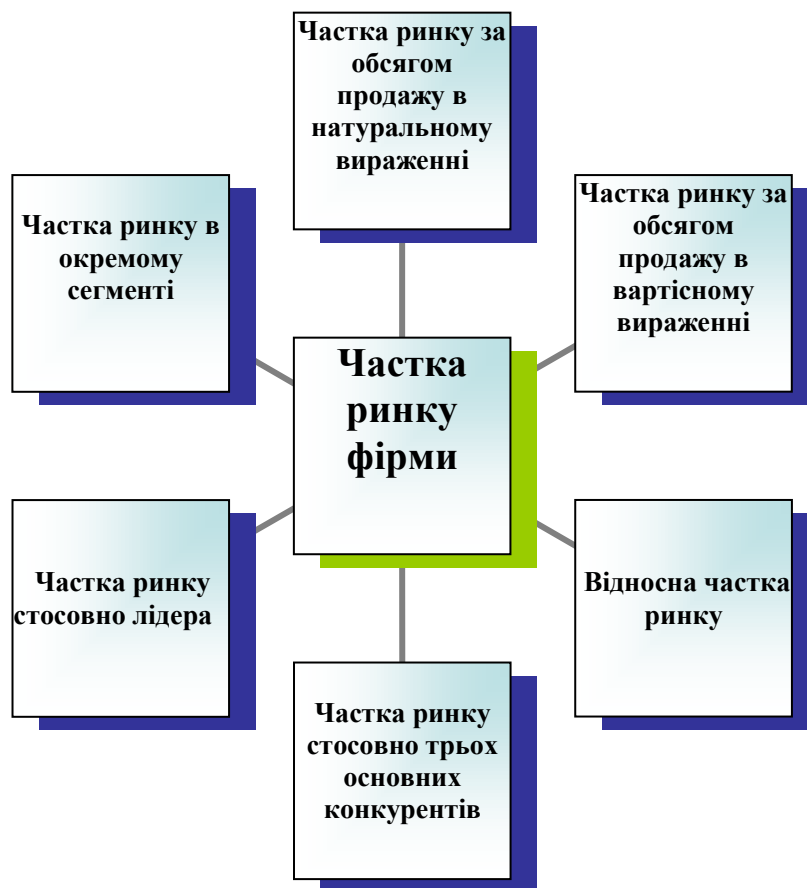 Частка ринку за
обсягом
продажу в
натуральному
вираженні
Частка ринку в
окремому
сегменті
Частка ринку за
обсягом
продажу в
вартісному
вираженні
Частка
ринку
фірми
Частка ринку
стосовно лідера
Відносна частка
ринку
Частка ринку
стосовно трьох
основних
конкурентів